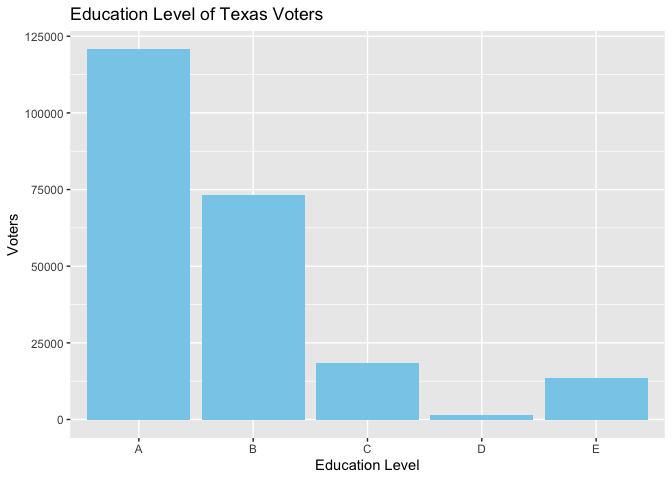 Education Level of Texas Voters
125000
100000
75000
50000
25000
0
Voters
A B C D E
Education Level